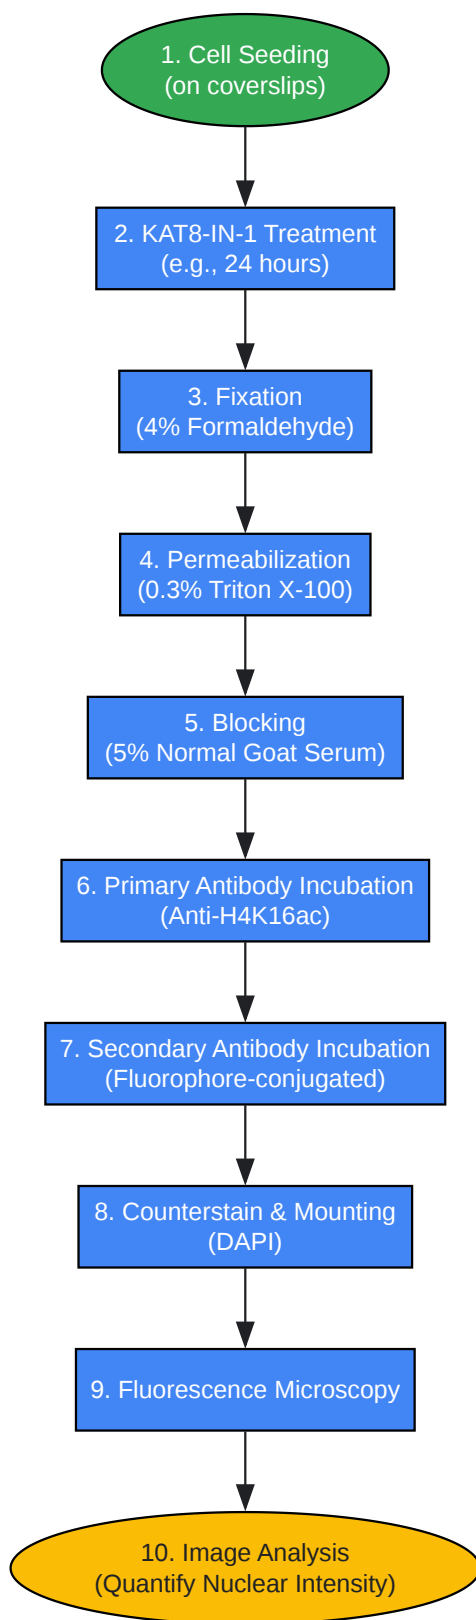 1. Cell Seeding
(on coverslips)
2. KAT8-IN-1 Treatment
(e.g., 24 hours)
3. Fixation
(4% Formaldehyde)
4. Permeabilization
(0.3% Triton X-100)
5. Blocking
(5% Normal Goat Serum)
6. Primary Antibody Incubation
(Anti-H4K16ac)
7. Secondary Antibody Incubation
(Fluorophore-conjugated)
8. Counterstain & Mounting
(DAPI)
9. Fluorescence Microscopy
10. Image Analysis
(Quantify Nuclear Intensity)